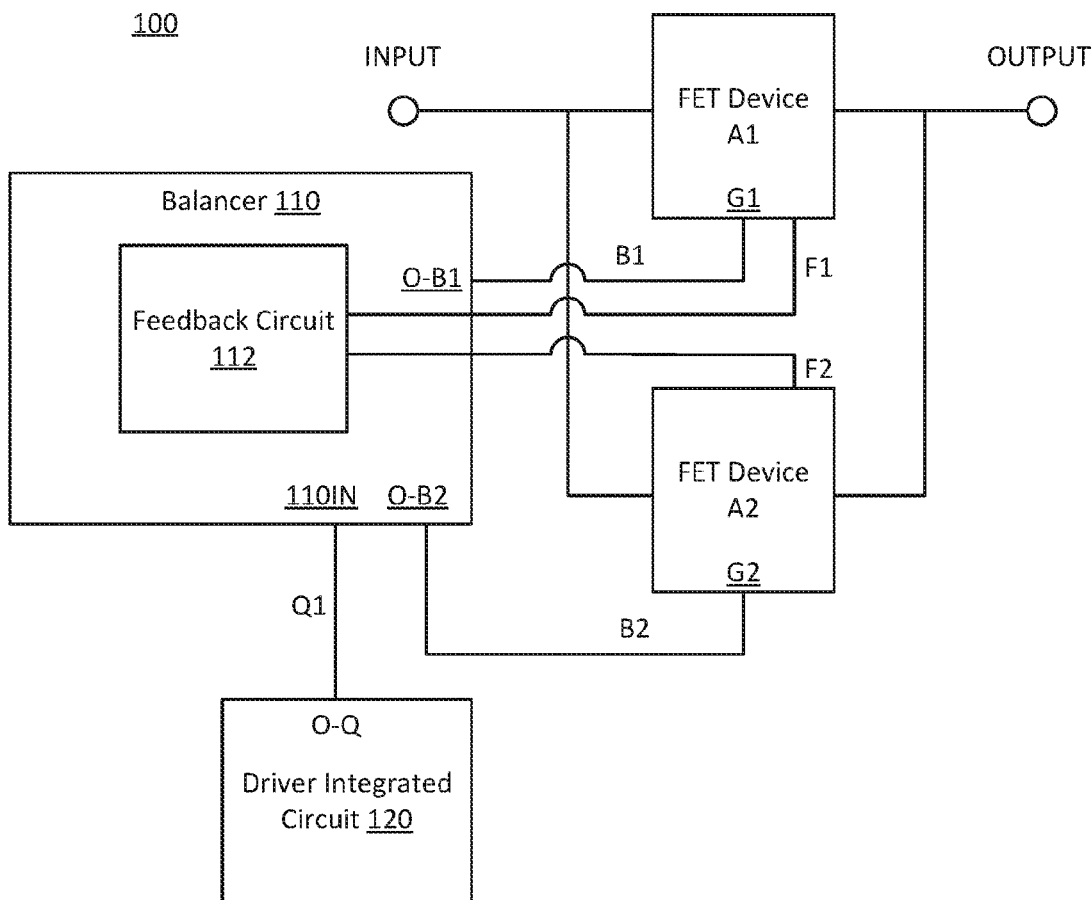 100
INPUT
OUTPUT
FET Device
A1
G1
Balancer 110
O-B1
B1
F1
Feedback Circuit
112
F2
FET Device
A2
110IN
O-B2
G2
Q1
B2
O-Q
Driver Integrated
Circuit 120